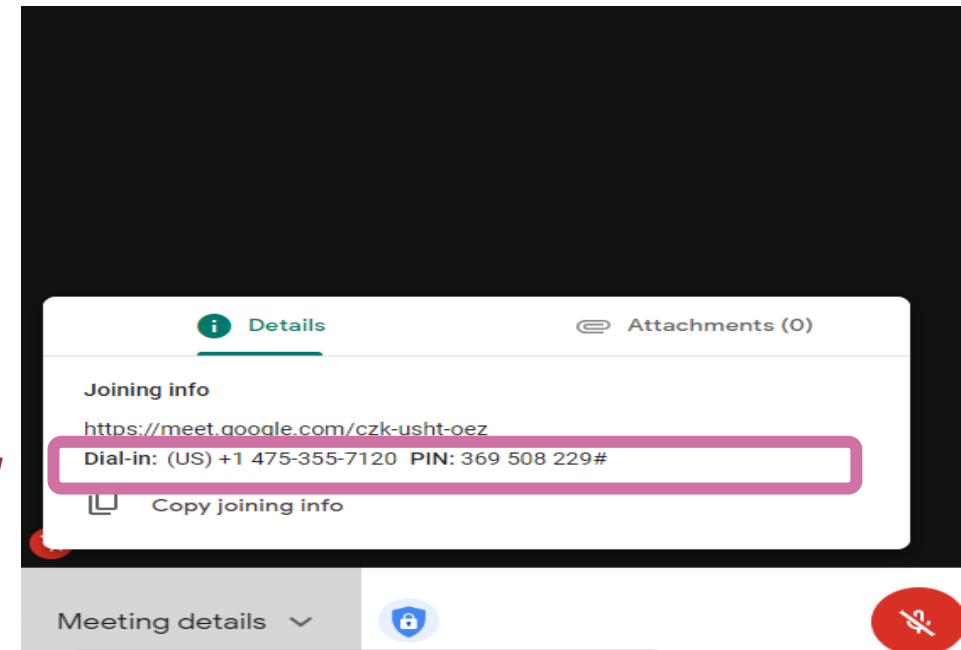 Details
Attachments (0)
Joining info
https://meet.google.com/czk-usht-oez
Dial-in: (US) +1 475-355-7120 PIN: 369 508 229#
Copy joining info
Meeting details